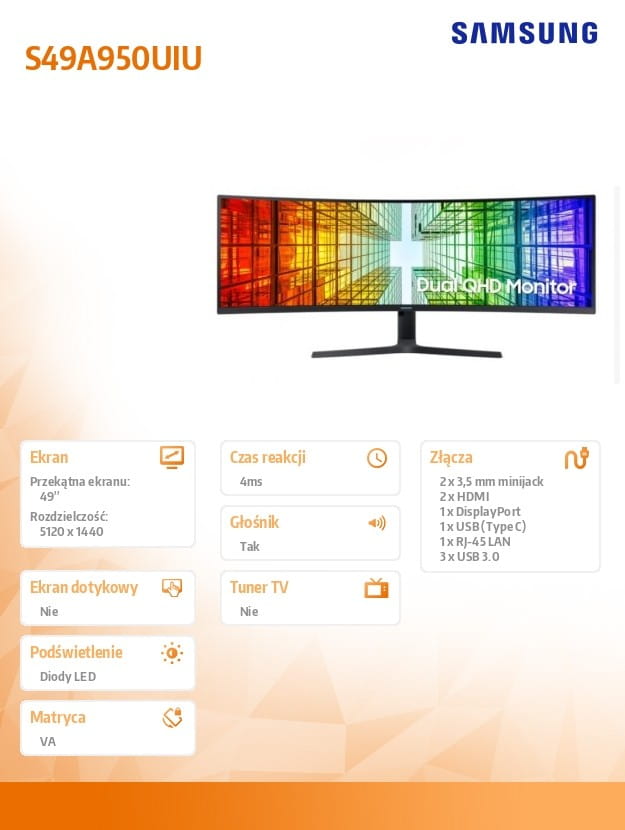 SAMSUNG
S49A950UIU
Dual QHD Monitor
Ekran
Przekątna ekranu:
49''
Rozdzielczość:
5120 x 1440
Ekran dotykowy
Nie
Podświetlenie
Diody LED
Matryca
VA
Czas reakcji
4ms
Głośnik
Tak
Tuner TV
Nie
Złącza
2 x 3,5 mm minijack
2 x HDMI
1 x DisplayPort
1 x USB (Type C)
1 x RJ-45 LAN
3 x USB 3.0